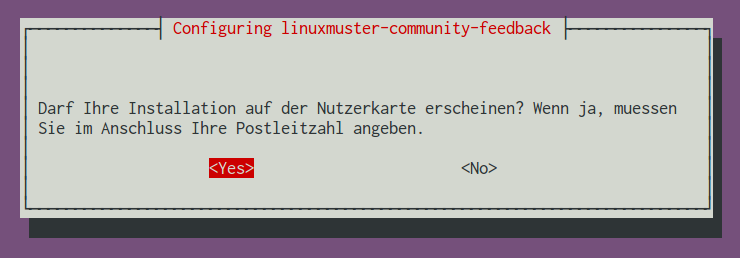 Configuring linuxmuster-community-feedback
Darf Ihre Installation auf der Nutzerkarte erscheinen? Wenn ja, muessen
Sie im Anschluss Ihre Postleitzahl angeben.
<Yes> <No>